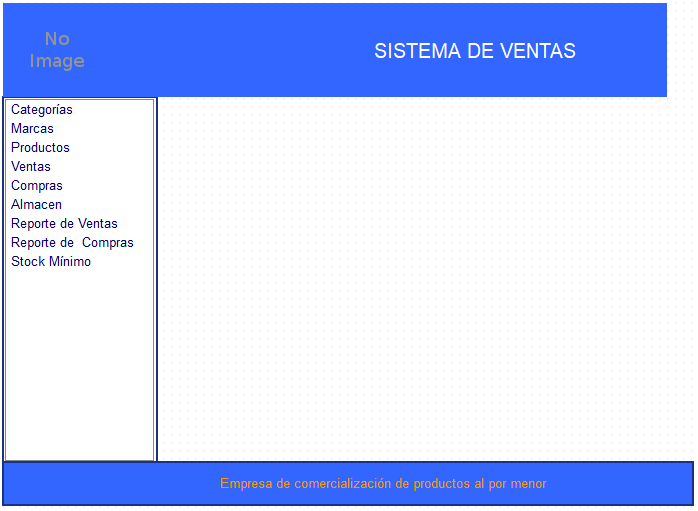 No
Image
SISTEMA DE VENTAS
Categorías
Marcas
Productos
Ventas
Compras
Almacen
Reporte de Ventas
Reporte de  Compras
Stock Mínimo
Empresa de comercialización de productos al por menor